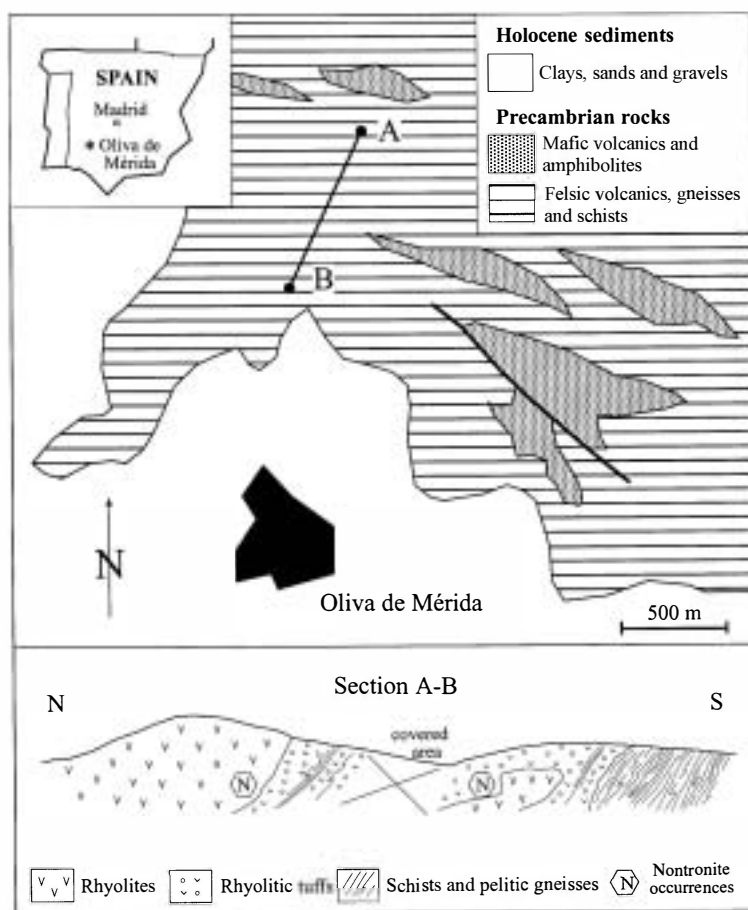 SPAIN
Madrid
Oliva de
Mérida
Holocene sediments
Clays, sands and gravels
Precambrian rocks
Mafic volcanics and
amphibolites
Felsic volcanics, gneisses
and schists
A
B
N
Oliva de Mérida
500 m
Section A-B
N
S
covered
area
N
N
V V
V
Rhyolites
Rhyolitic tuffs
Schists and pelitic gneisses
N
Nontronite
occurrences